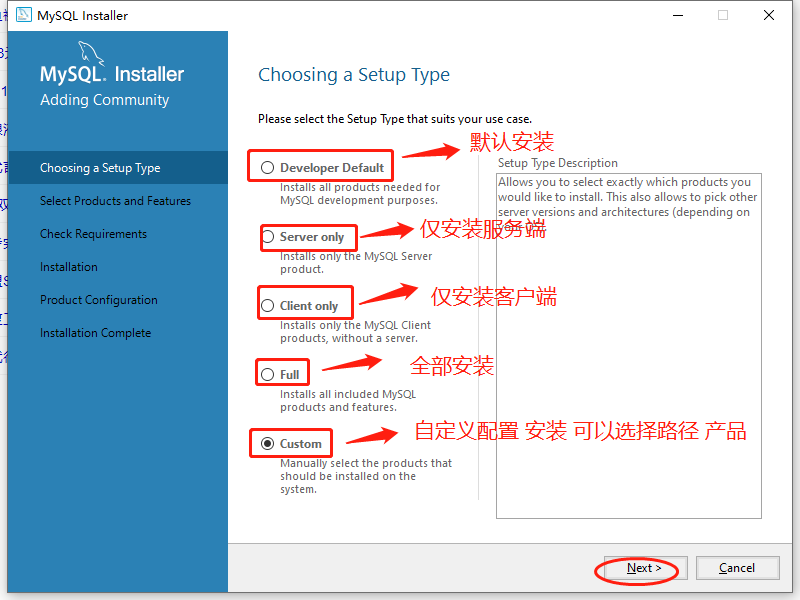 MySQL Installer
MySQL. Installer
Adding Community
Choosing a Setup Type
Select Products and Features
Check Requirements
Installation
Product Configuration
Installation Complete
Choosing a Setup Type
Please select the Setup Type that suits your use case.
Developer Default
默认安装
Installs all products needed for
MySQL development purposes.
Server only
仅安装服务端
Installs only the MySQL Server
product.
Client only
仅安装客户端
Installs only the MySQL Client
products, without a server.
Full
全部安装
Installs all included MySQL
products and features.
Custom
自定义配置 安装 可以选择路径 产品
Manually select the products that
should be installed on the
system.
Setup Type Description
Allows you to select exactly which products you
would like to install. This also allows to pick other
server versions and architectures (depending on
Next >
Cancel